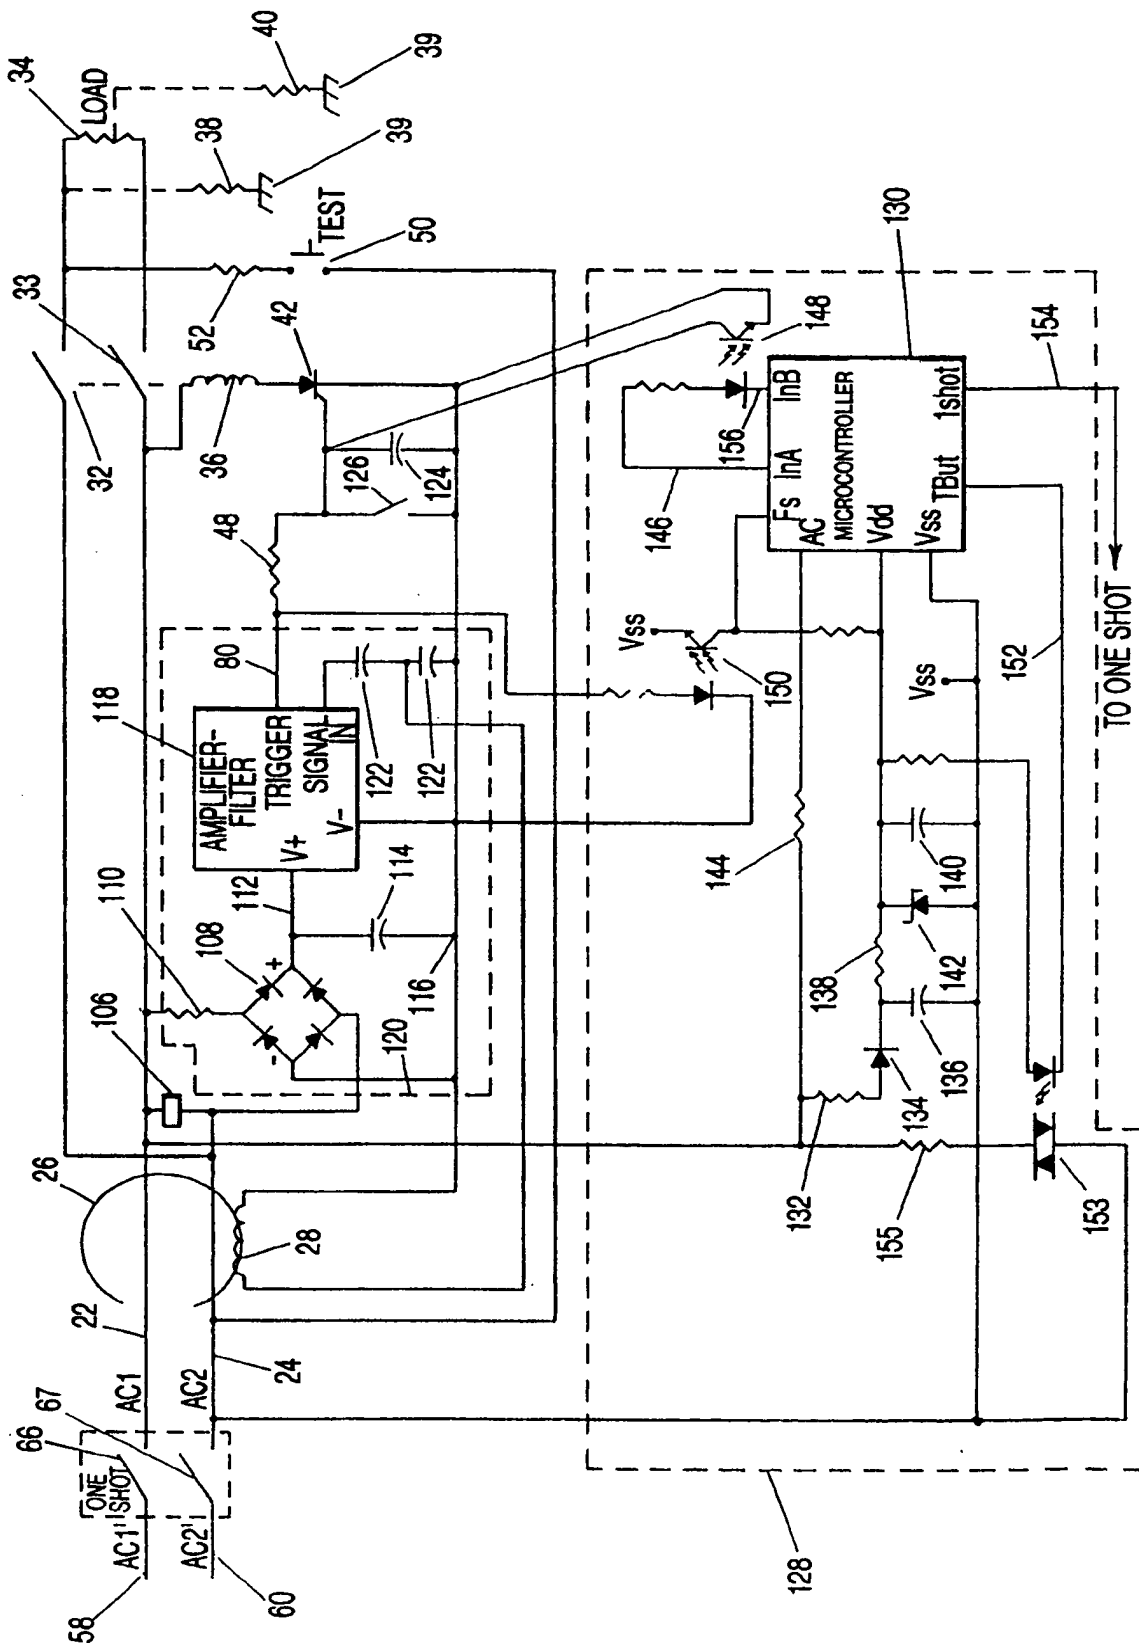 34
LOAD
40
39
38
39
33
TEST
50
52
42
32
36
126
124
48
80
118
AMPLIFIER-
FILTER
TRIGGER
SIGNAL
IN
V+
V-
122
122
110
112
114
108
+
-
116
106
120
26
28
22
24
AC1
AC2
67
66
ONE
SHOT
AC1'
AC2'
58
60
130
148
154
InB
156
InA
146
Fs
AC
MICROCONTROLLER
Vdd
Vss
TBut
1shot
Vss
150
Vss
152
TO ONE SHOT
144
140
142
138
136
134
132
155
153
128